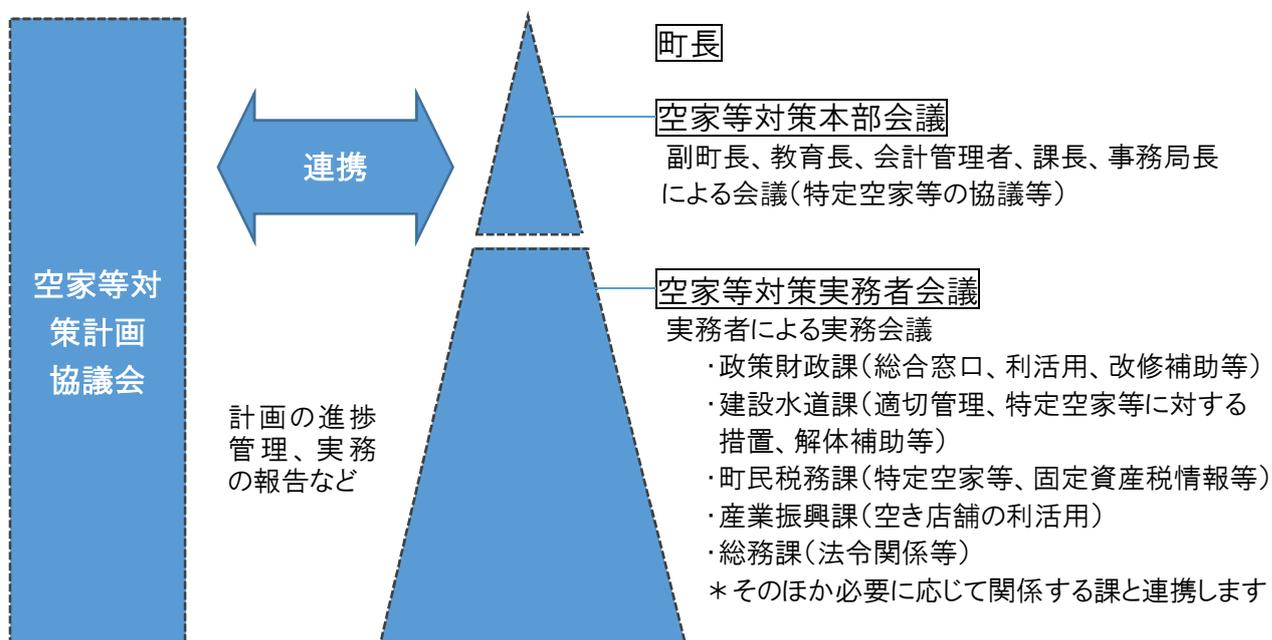 空家等対
策計画
協議会
連携
計画の進捗
管理、実務
の報告など
町長
空家等対策本部会議
副町長、教育長、会計管理者、課長、事務局長
による会議（特定空家等の協議等）
空家等対策実務者会議
実務者による実務会議
・政策財政課（総合窓口、利活用、改修補助等）
・建設水道課（適切管理、特定空家等に対する
措置、解体補助等）
・町民税務課（特定空家等、固定資産税情報等）
・産業振興課（空き店舗の利活用）
・総務課（法令関係等）
＊そのほか必要に応じて関係する課と連携します